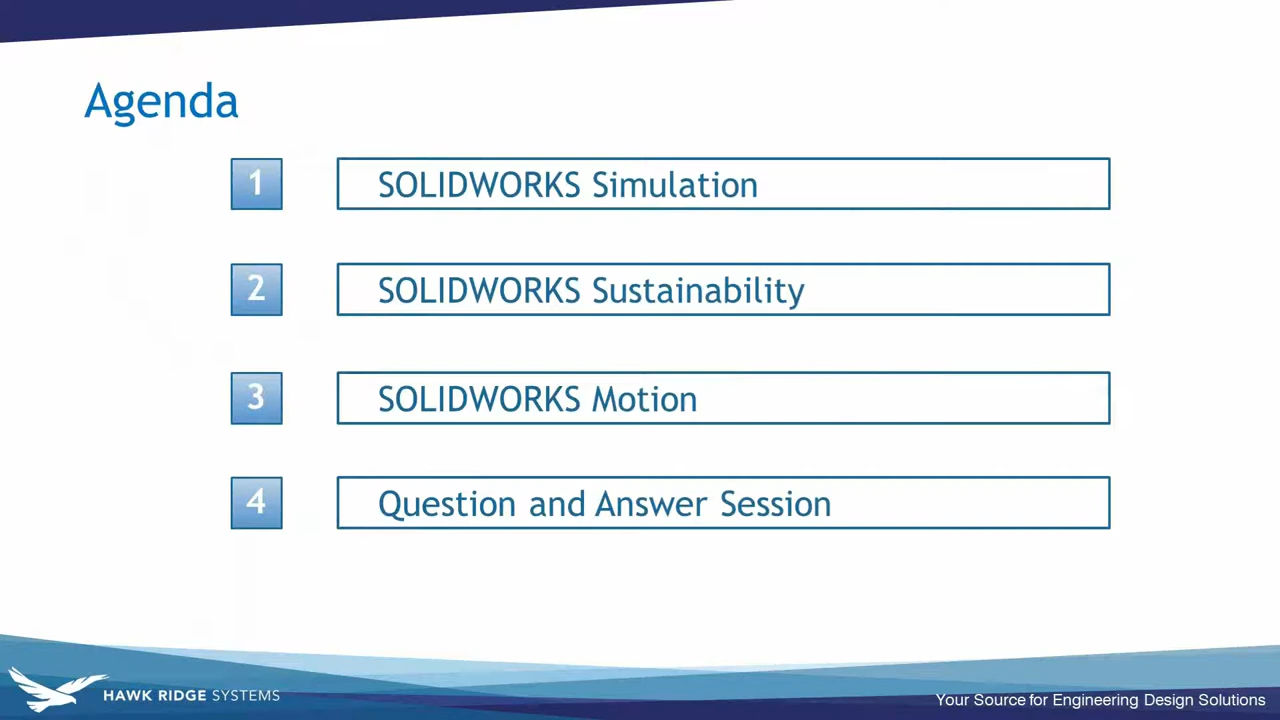 Agenda
1 SOLIDWORKS Simulation
2 SOLIDWORKS Sustainability
3 SOLIDWORKS Motion
4 Question and Answer Session
HAWK RIDGE SYSTEMS
Your Source for Engineering Design Solutions